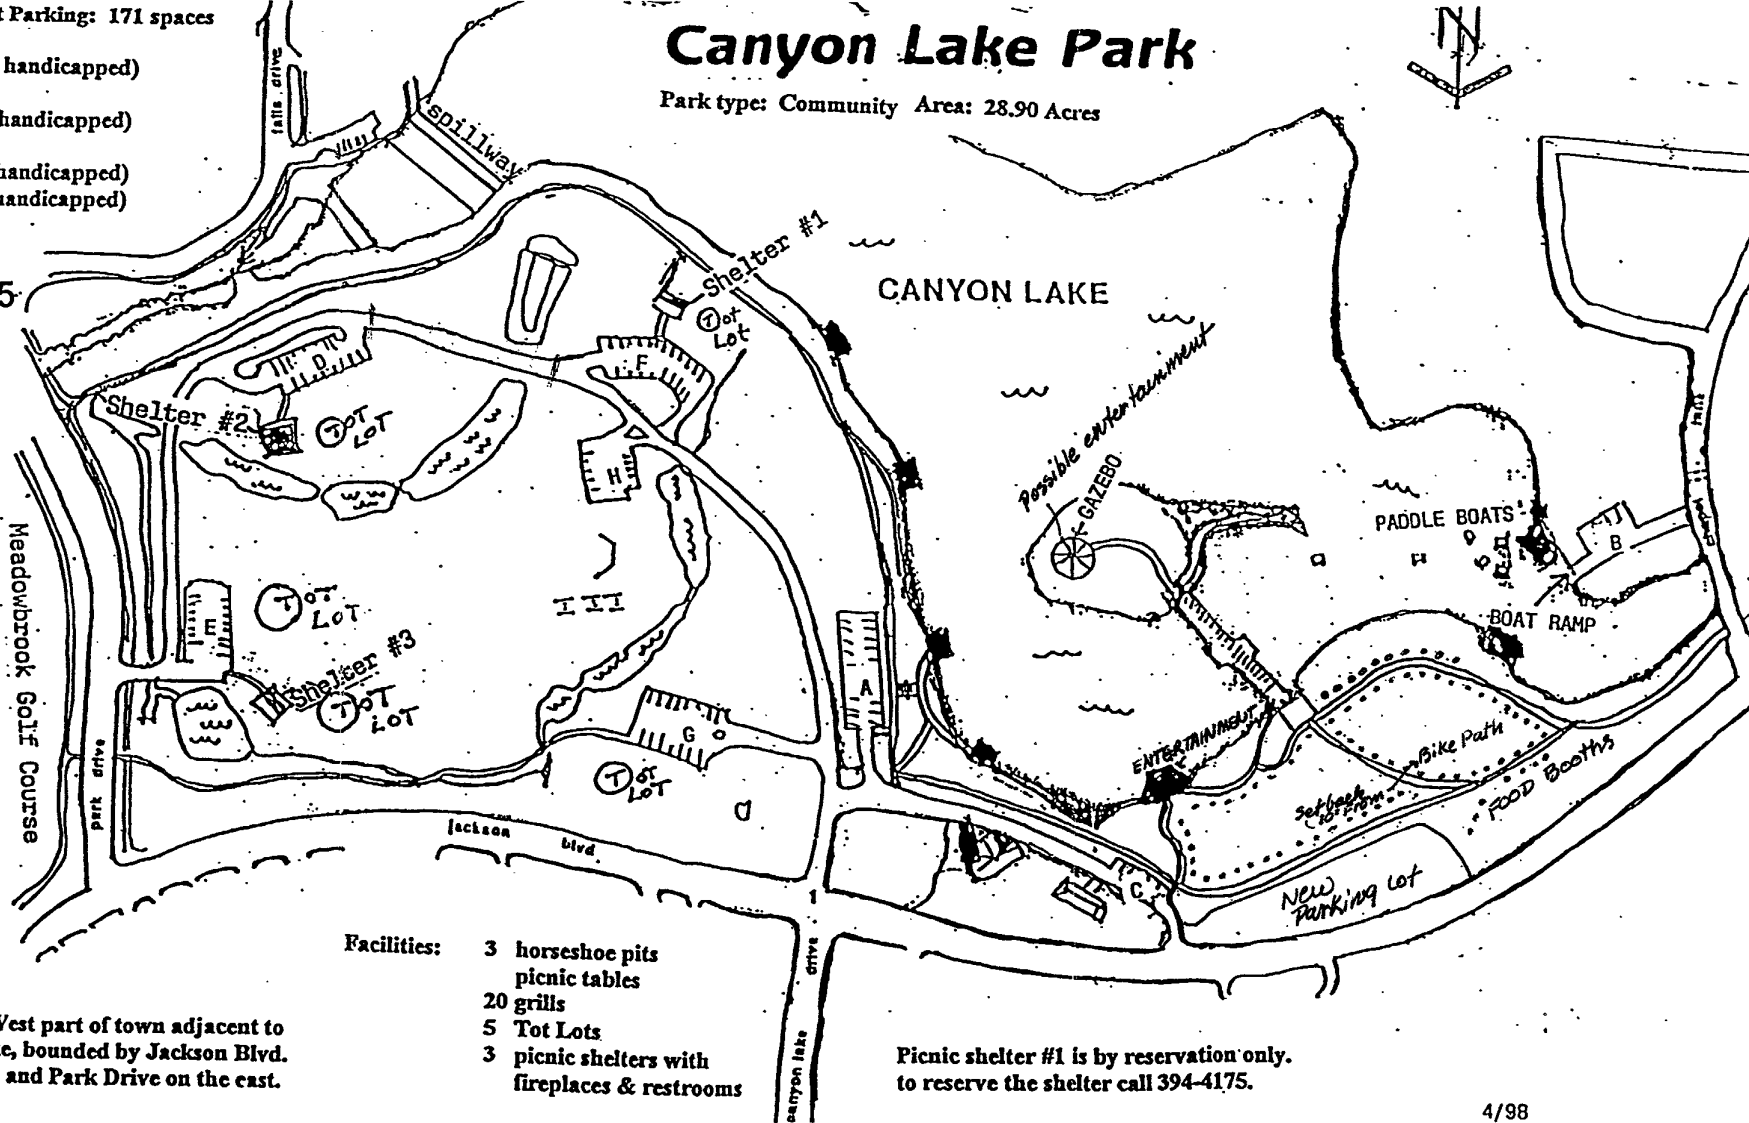 t Parking: 171 spaces
handicapped)
handicapped)
handicapped)
handicapped)
5
Canyon Lake Park
Park type: Community Area: 28.90 Acres
N
falls drive
spillway
Shelter #1
Tot
Lot
CANYON LAKE
Possible entertainment
GAZEBO
D
F
Shelter #2
TOT
LOT
H
PADDLE BOATS
B
BOAT RAMP
lane
Meadowbrook Golf Course
E
TOT
LOT
Shelter #3
TOT
LOT
A
G
Tot
LOT
ENTERTAINMENT
Bike Path
Setback
FOOD Booths
New
Parking Lot
C
park drive
jackson blvd.
canyon lake drive
Facilities: 3 horseshoe pits
picnic tables
20 grills
5 Tot Lots
3 picnic shelters with
fireplaces & restrooms
West part of town adjacent to
e, bounded by Jackson Blvd.
and Park Drive on the east.
Picnic shelter #1 is by reservation only.
to reserve the shelter call 394-4175.
4/98